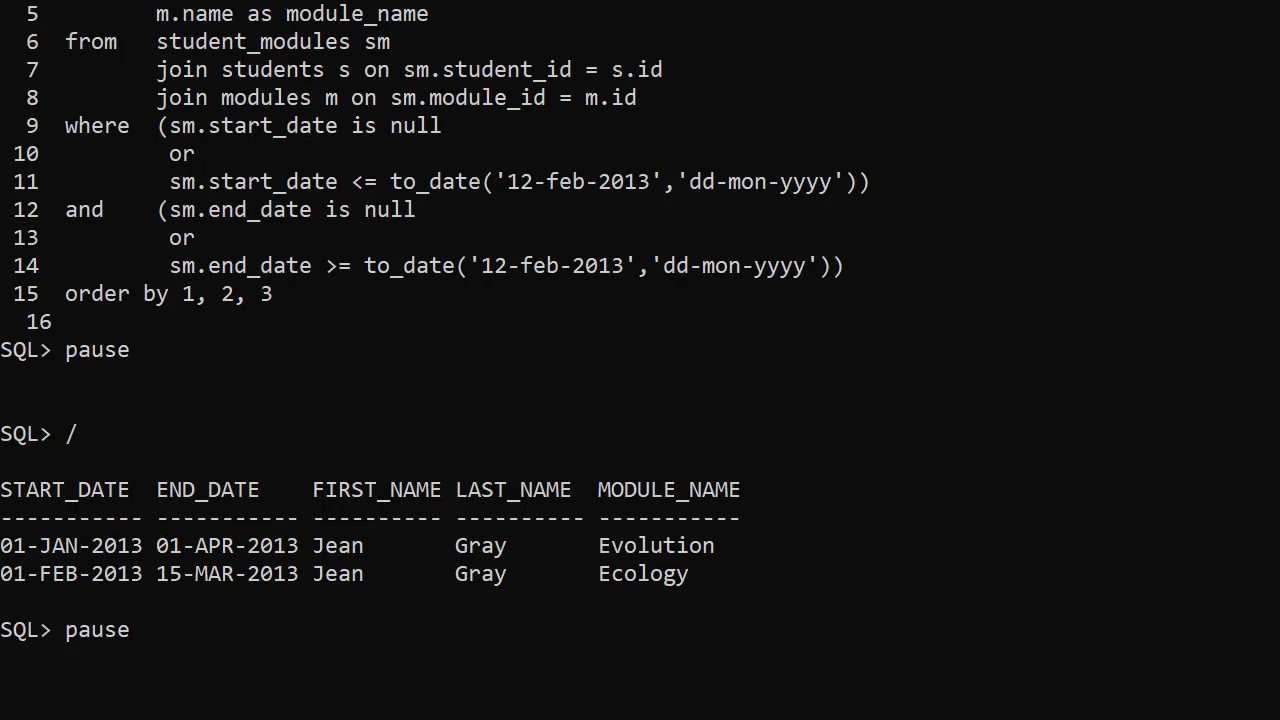 5         m.name as module_name
6  from   student_modules sm
7         join students s on sm.student_id = s.id
8         join modules m on sm.module_id = m.id
9  where  (sm.start_date is null
10          or
11          sm.start_date <= to_date('12-feb-2013','dd-mon-yyyy'))
12  and    (sm.end_date is null
13          or
14          sm.end_date >= to_date('12-feb-2013','dd-mon-yyyy'))
15  order by 1, 2, 3
16
SQL> pause
SQL> /
START_DATE  END_DATE    FIRST_NAME LAST_NAME  MODULE_NAME
----------- ----------- ---------- ---------- -----------
01-JAN-2013 01-APR-2013 Jean       Gray       Evolution
01-FEB-2013 15-MAR-2013 Jean       Gray       Ecology
SQL> pause